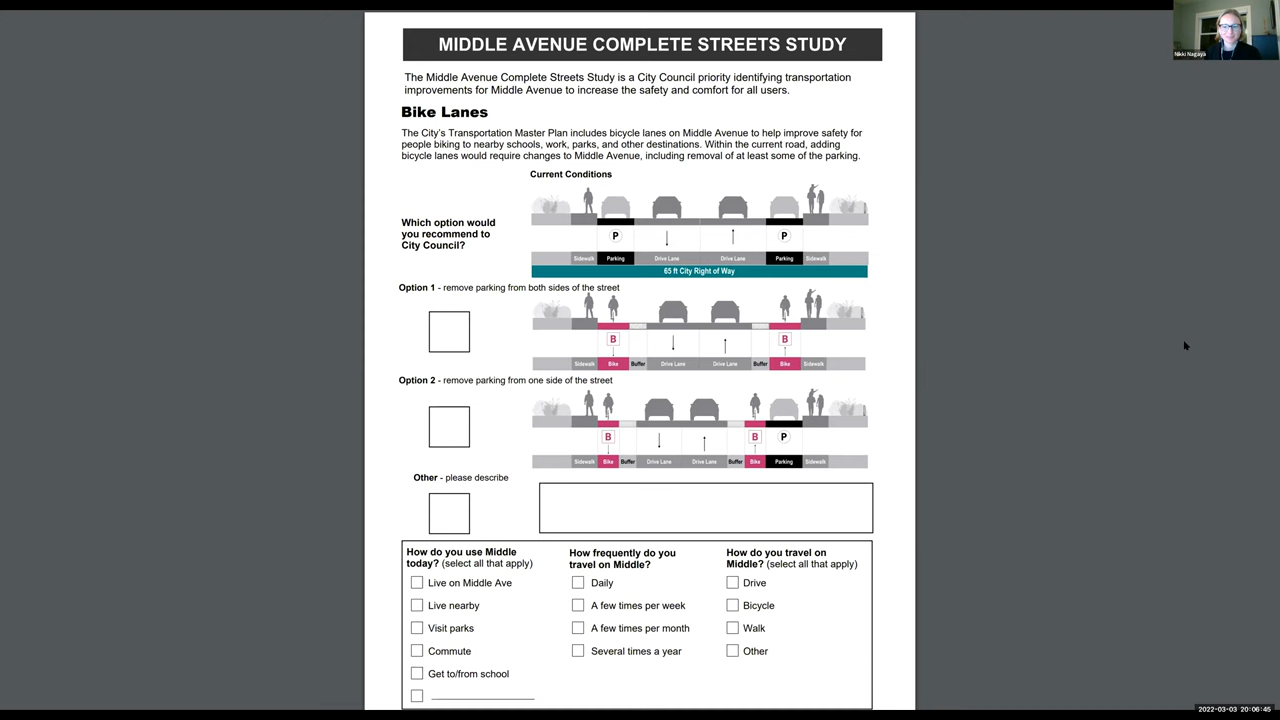 MIDDLE AVENUE COMPLETE STREETS STUDY
Nikki Nagaya
The Middle Avenue Complete Streets Study is a City Council priority identifying transportation
improvements for Middle Avenue to increase the safety and comfort for all users.
Bike Lanes
The City's Transportation Master Plan includes bicycle lanes on Middle Avenue to help improve safety for
people biking to nearby schools, work, parks, and other destinations. Within the current road, adding
bicycle lanes would require changes to Middle Avenue, including removal of at least some of the parking.
Current Conditions
Which option would
you recommend to
City Council?
P P
Sidewalk Parking Drive Lane Drive Lane Parking Sidewalk
65 ft City Right of Way
Option 1 - remove parking from both sides of the street
B B
Sidewalk Bike Buffer Drive Lane Drive Lane Buffer Bike Sidewalk
Option 2 - remove parking from one side of the street
B B P
Sidewalk Bike Buffer Drive Lane Drive Lane Buffer Bike Parking Sidewalk
Other - please describe
How do you use Middle
today? (select all that apply)
Live on Middle Ave
Live nearby
Visit parks
Commute
Get to/from school
How frequently do you
travel on Middle?
Daily
A few times per week
A few times per month
Several times a year
How do you travel on
Middle? (select all that apply)
Drive
Bicycle
Walk
Other
2022-03-03 20:06:45